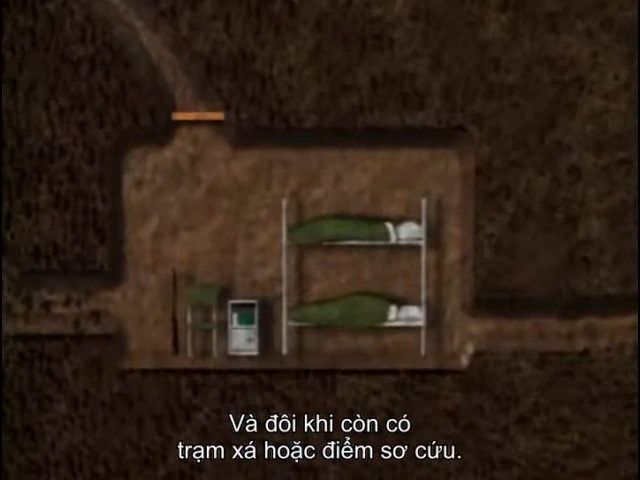 Và đôi khi còn có
trạm xá hoặc điểm sơ cứu.